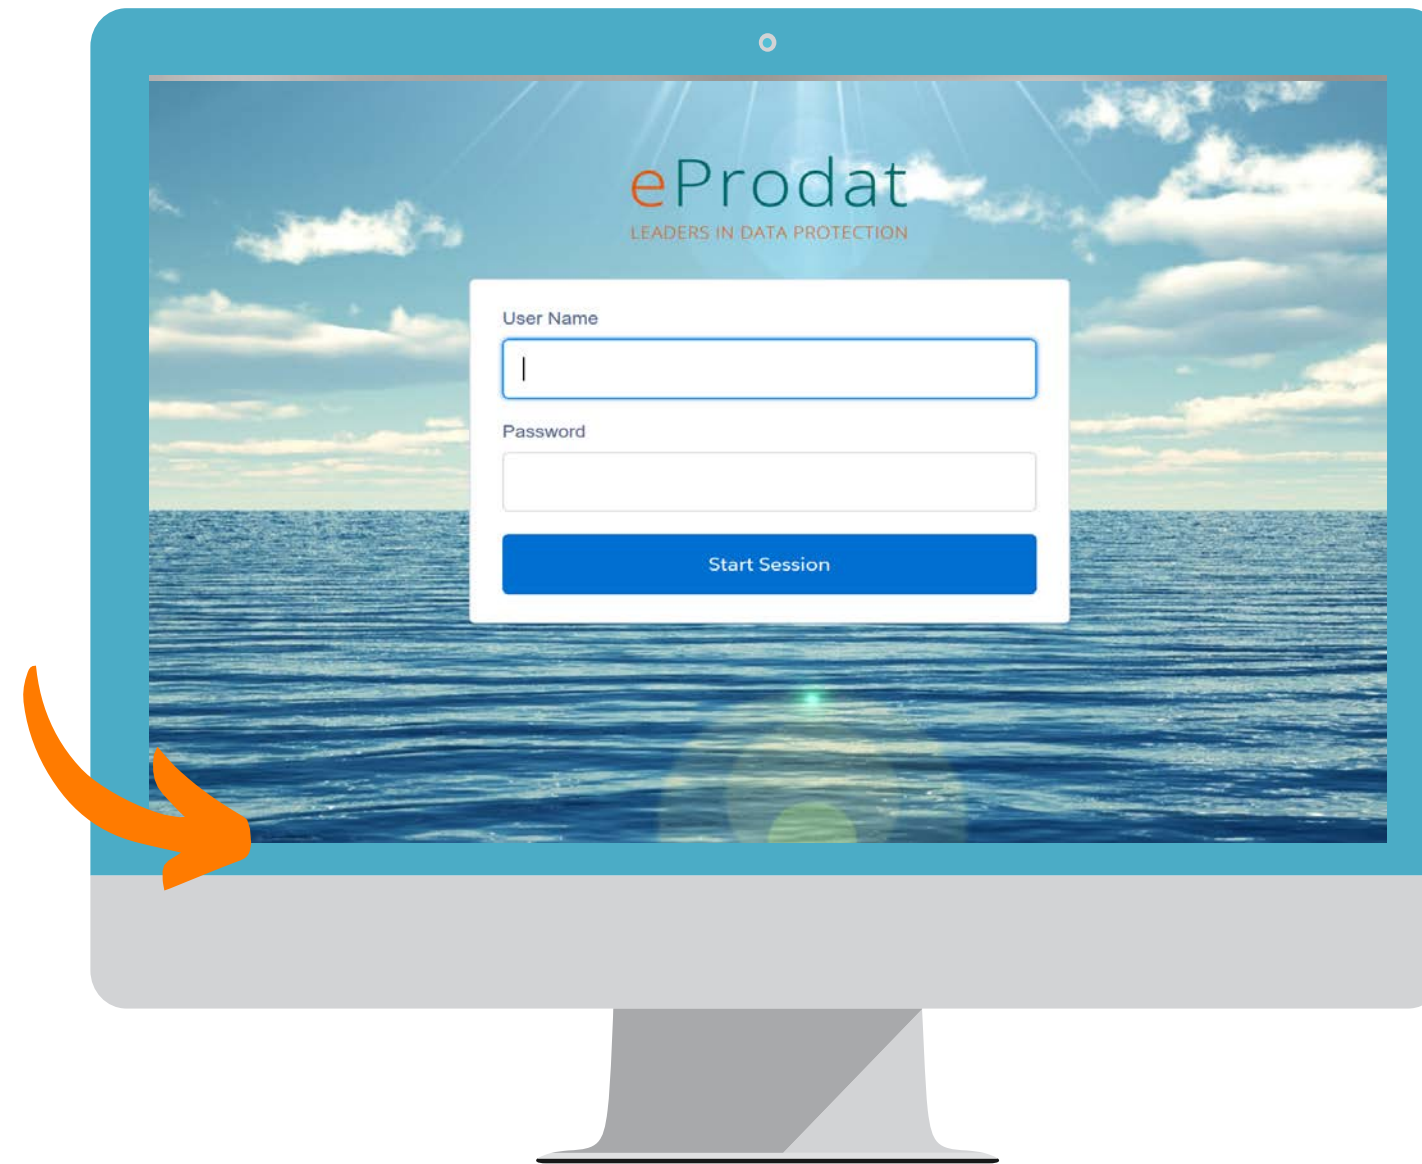 eProdat
LEADERS IN DATA PROTECTION
User Name
Password
Start Session